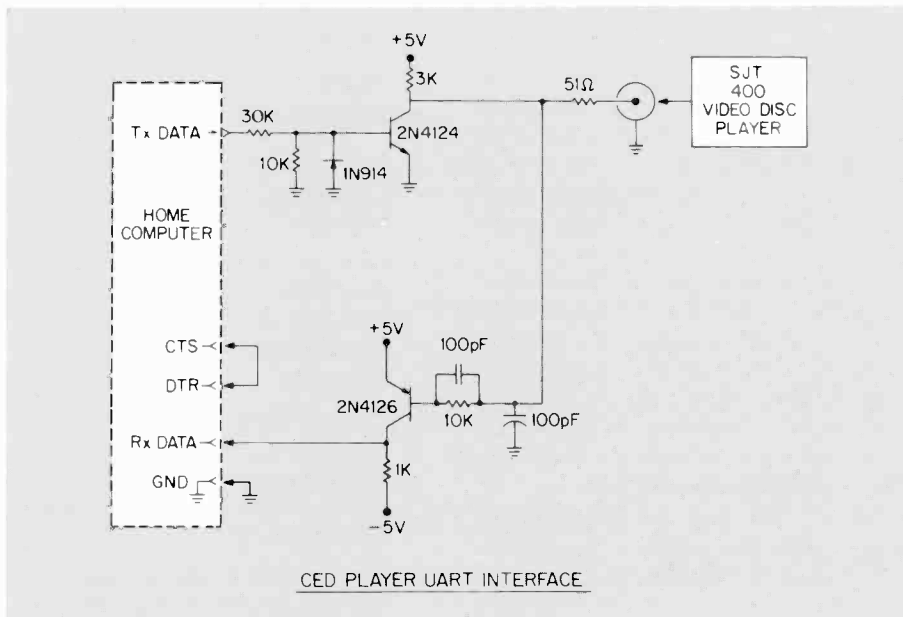 +5V
3K
51Ω
SJT
400
VIDEO DISC
PLAYER
Tx DATA
30K
2N4124
10K
1N914
HOME
COMPUTER
+5V
CTS
100pF
DTR
2N4126
10K
100pF
Rx DATA
1K
GND
-5V
CED PLAYER UART INTERFACE